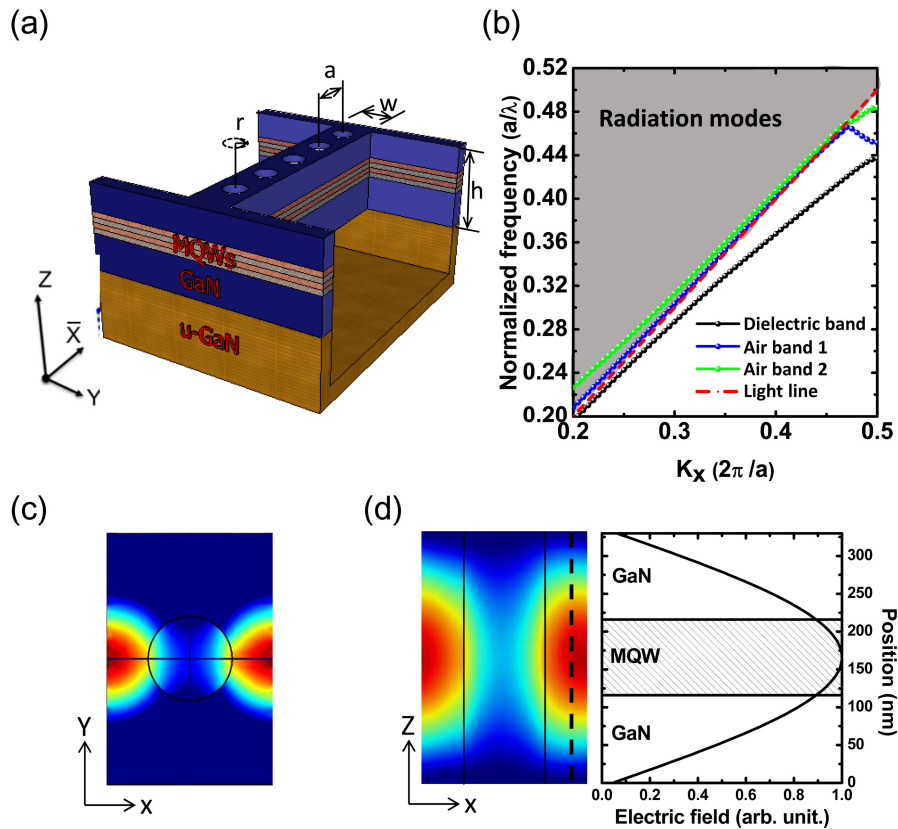 (a)
a
w
r
h
MQWs
GaN
u-GaN
Z
X̅
Y
(b)
Normalized frequency (a/λ)
0.52
0.48
0.44
0.40
0.36
0.32
0.28
0.24
0.20
Radiation modes
Dielectric band
Air band 1
Air band 2
Light line
0.2 0.3 0.4 0.5
Kx (2π /a)
(c)
Y
X
(d)
Z
X
GaN
MQW
GaN
300
250
200
150
100
50
0
Position (nm)
0.0 0.2 0.4 0.6 0.8 1.0
Electric field (arb. unit.)